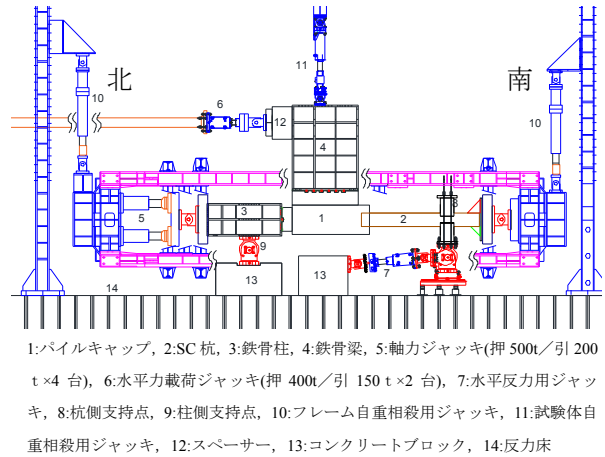 11
北
南
10
6
12
10
4
8
5
3
1
2
9
7
13
13
14
1:パイルキャップ，2:SC 杭，3:鉄骨柱，4:鉄骨梁，5:軸力ジャッキ(押 500t／引 200
ｔ×4 台)，6:水平力載荷ジャッキ(押 400t／引 150ｔ×2 台)，7:水平反力用ジャッ
キ，8:杭側支持点，9:柱側支持点，10:フレーム自重相殺用ジャッキ，11:試験体自
重相殺用ジャッキ，12:スペーサー，13:コンクリートブロック，14:反力床